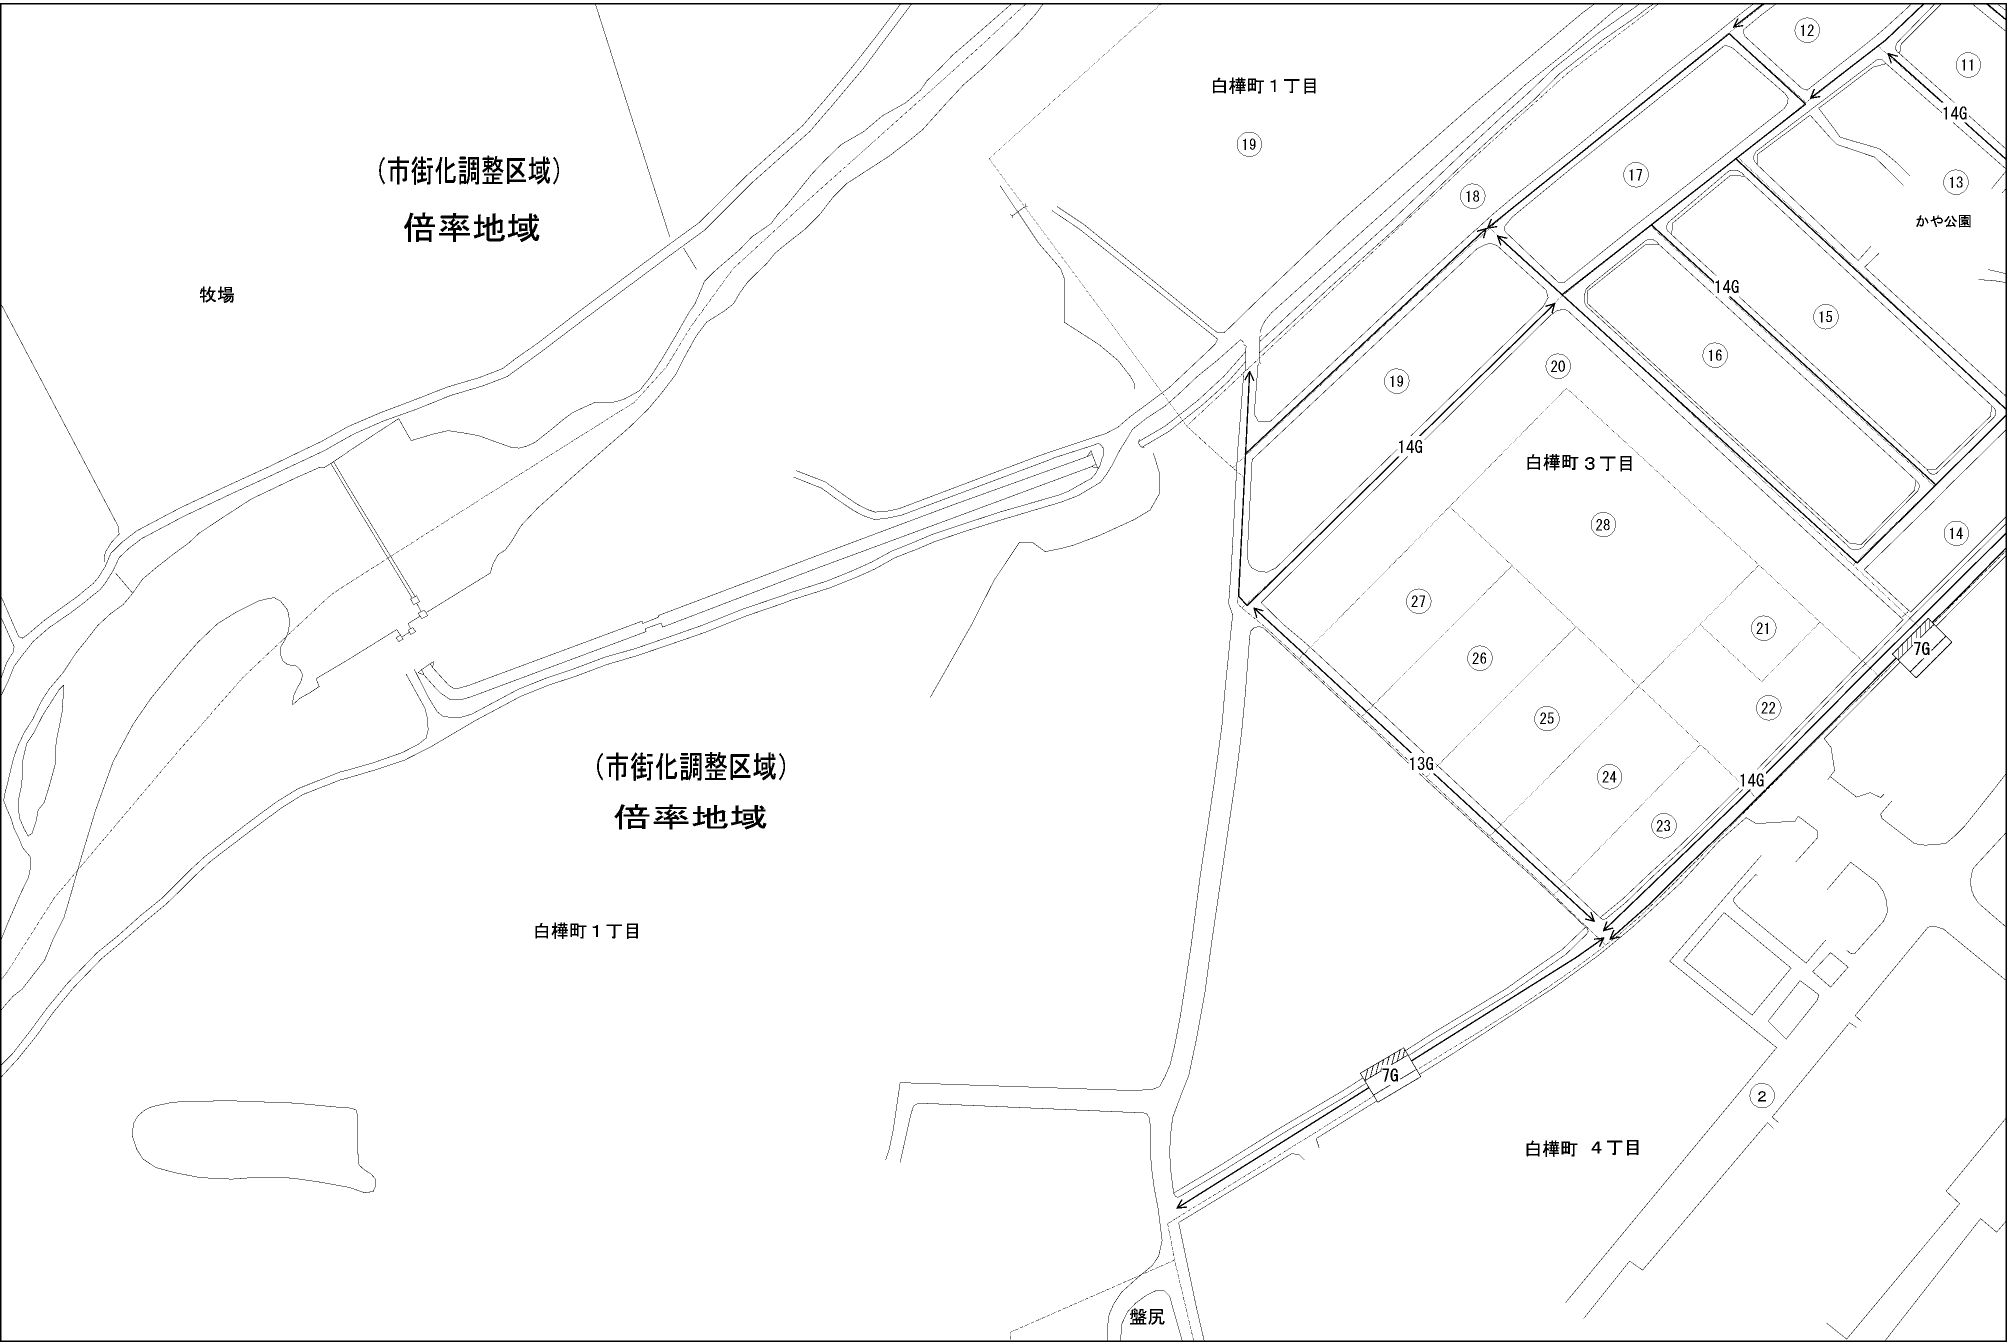 ⑫
⑪
白樺町１丁目
⑲
14G
（市街化調整区域）
倍率地域
⑰
⑬
⑱
かや公園
牧場
14G
⑮
⑯
⑳
⑲
14G
白樺町３丁目
㉘
⑭
㉗
㉑
7G
㉖
㉒
㉕
（市街化調整区域）
倍率地域
13G
㉔
14G
㉓
白樺町１丁目
7G
②
白樺町 ４丁目
盤尻